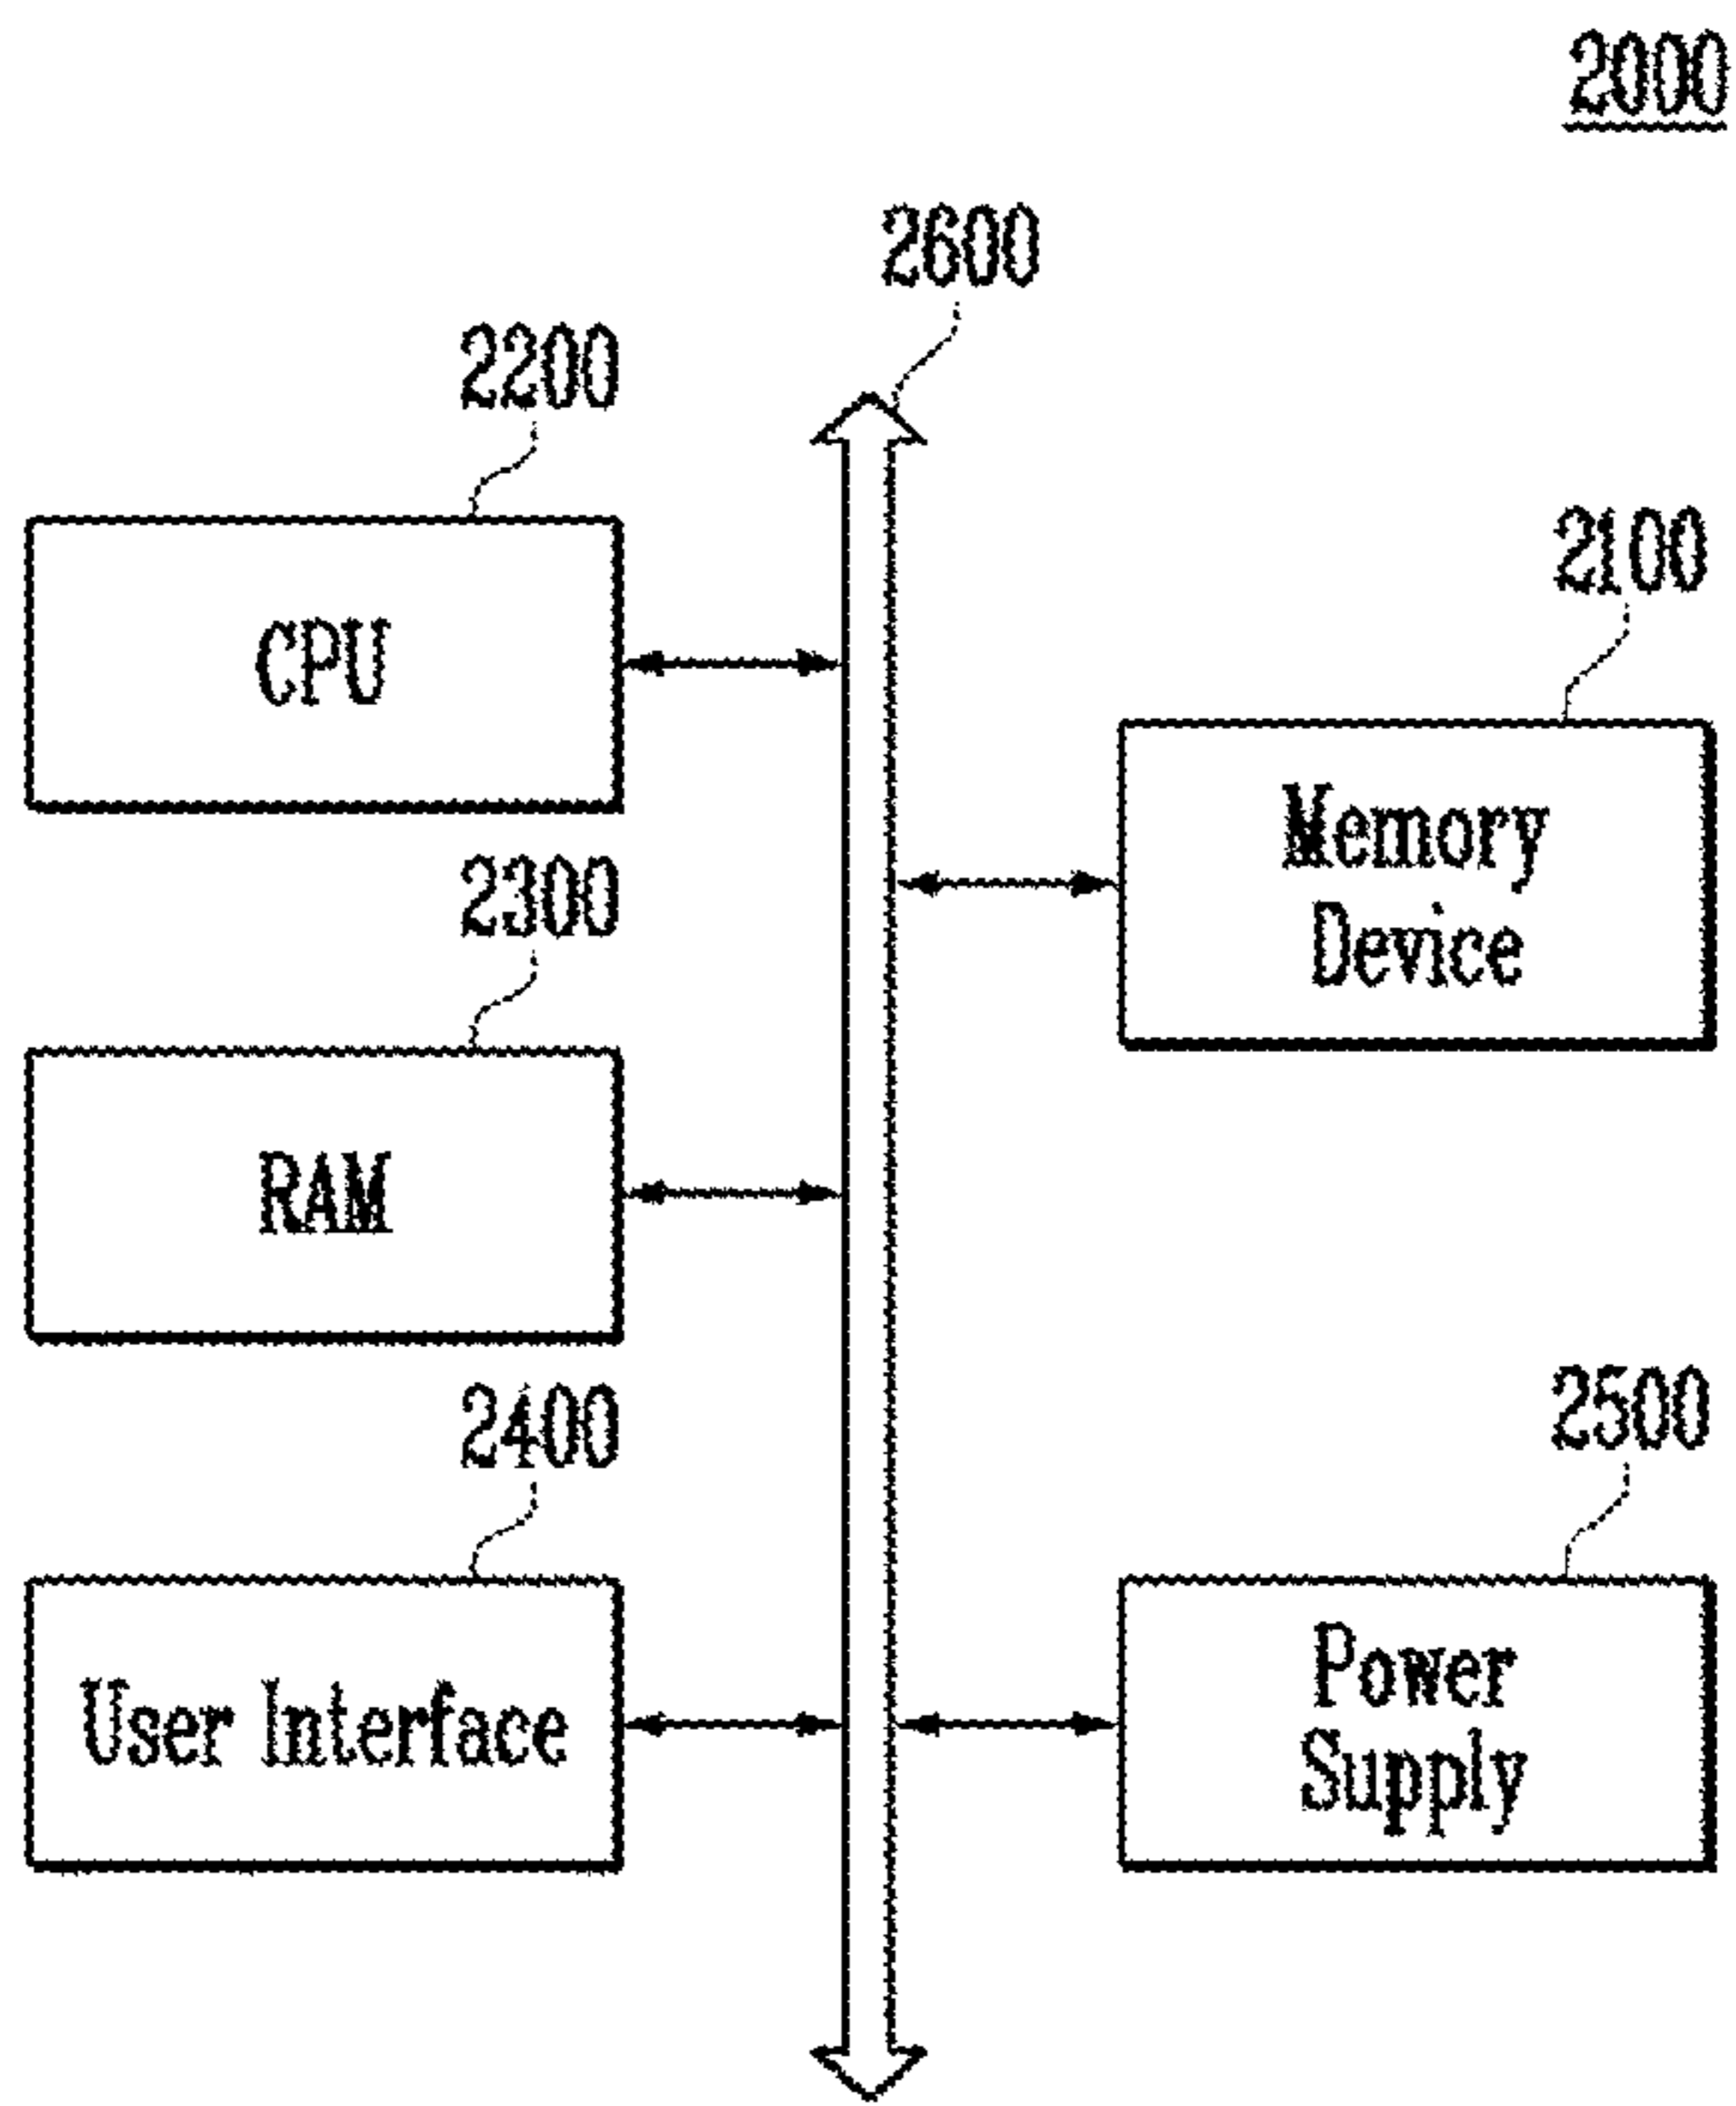 2000
2600
2200
CPU
2100
Memory
Device
2300
RAM
2400
User Interface
2500
Power
Supply